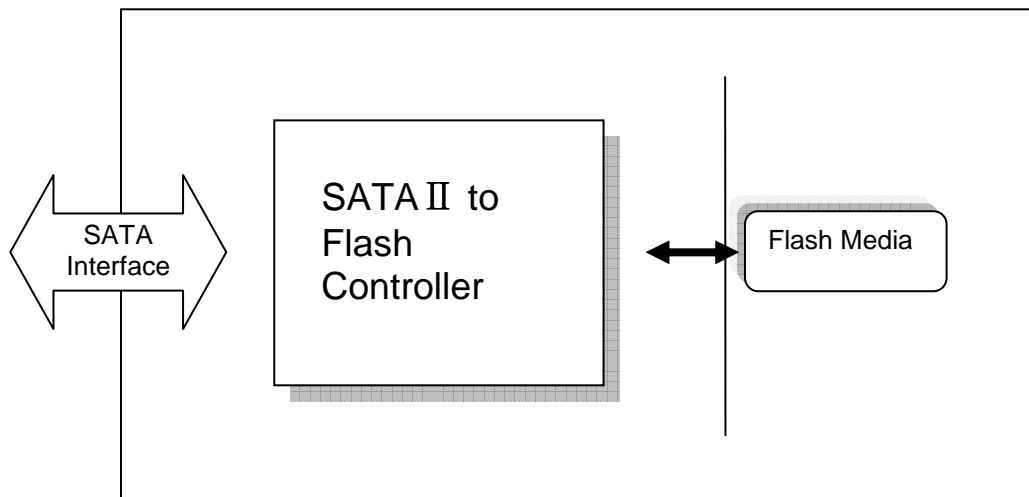 SATA
Interface
SATAⅡ to
Flash
Controller
Flash Media